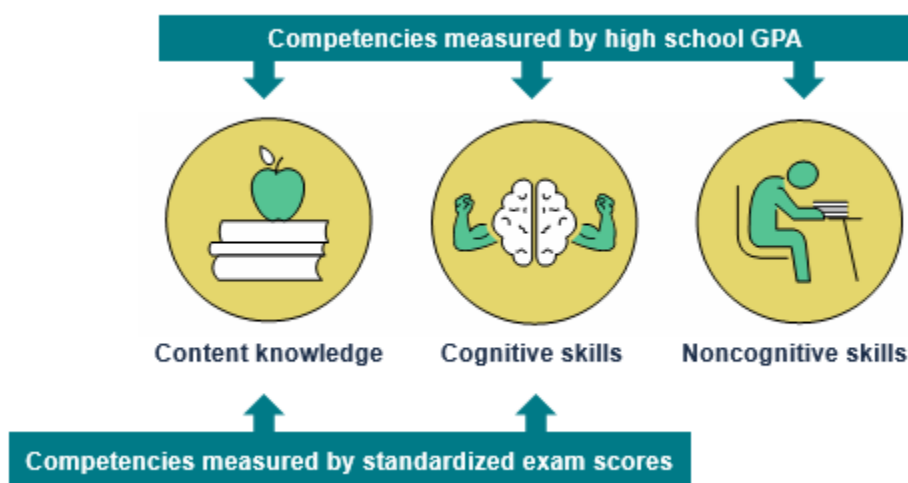 Competencies measured by high school GPA
Content knowledge
Cognitive skills
Noncognitive skills
Competencies measured by standardized exam scores